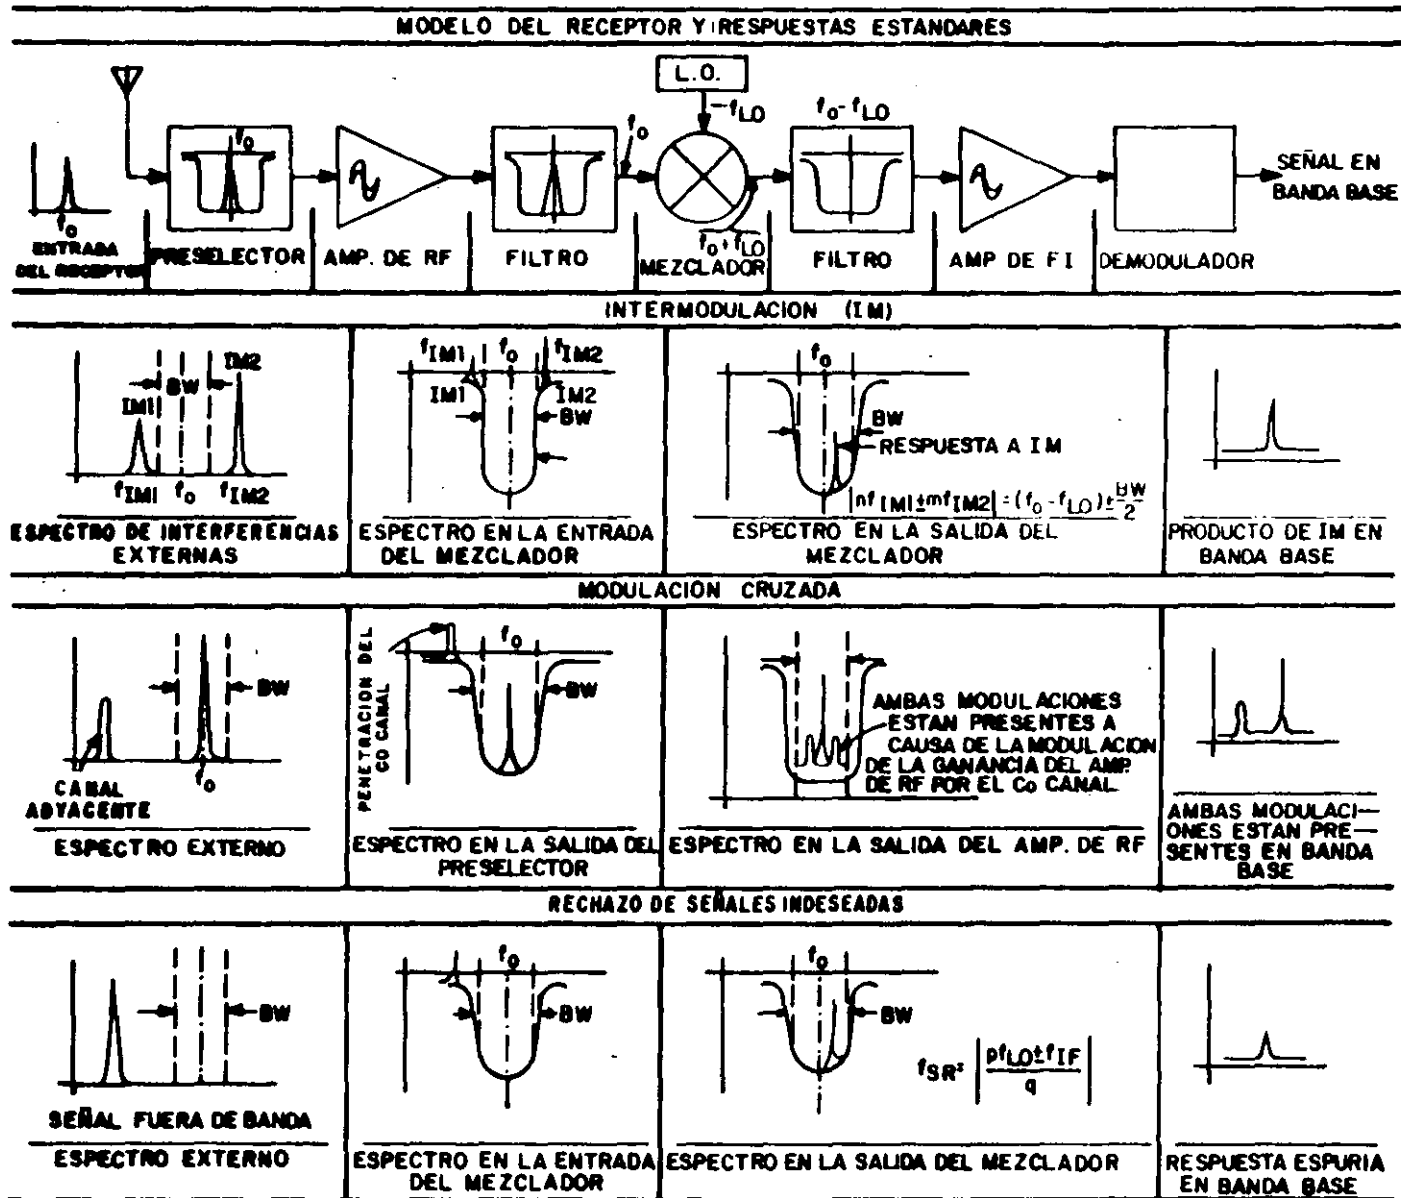 MODELO DEL RECEPTOR Y RESPUESTAS ESTANDARES
L.O.
-fLO
fo
fo
fo - fLO
fo
fo + fLO
SEÑAL EN
BANDA BASE
ENTRADA
DEL RECEPTOR
PRESELECTOR
AMP. DE RF
FILTRO
MEZCLADOR
FILTRO
AMP DE FI
DEMODULADOR
INTERMODULACION (IM)
IM1
BW
IM2
fIM1 fo fIM2
ESPECTRO DE INTERFERENCIAS
EXTERNAS
fIM1 fo fIM2
IM1 IM2
BW
ESPECTRO EN LA ENTRADA
DEL MEZCLADOR
fo
BW
RESPUESTA A IM
|nfIM1 ± mfIM2| = (fo - fLO) ± BW/2
ESPECTRO EN LA SALIDA DEL
MEZCLADOR
PRODUCTO DE IM EN
BANDA BASE
MODULACION CRUZADA
BW
fo
CANAL
ADYACENTE
ESPECTRO EXTERNO
PENETRACION DEL
CO CANAL
fo
BW
ESPECTRO EN LA SALIDA DEL
PRESELECTOR
AMBAS MODULACIONES
ESTAN PRESENTES A
CAUSA DE LA MODULACION
DE LA GANANCIA DEL AMP.
DE RF POR EL Co CANAL
ESPECTRO EN LA SALIDA DEL AMP. DE RF
AMBAS MODULACI—
ONES ESTAN PRE—
SENTES EN BANDA
BASE
RECHAZO DE SEÑALES INDESEADAS
BW
SEÑAL FUERA DE BANDA
ESPECTRO EXTERNO
fo
BW
ESPECTRO EN LA ENTRADA
DEL MEZCLADOR
fo
BW
fSR = |pfLO ± fIF / q|
ESPECTRO EN LA SALIDA DEL MEZCLADOR
RESPUESTA ESPURIA
EN BANDA BASE